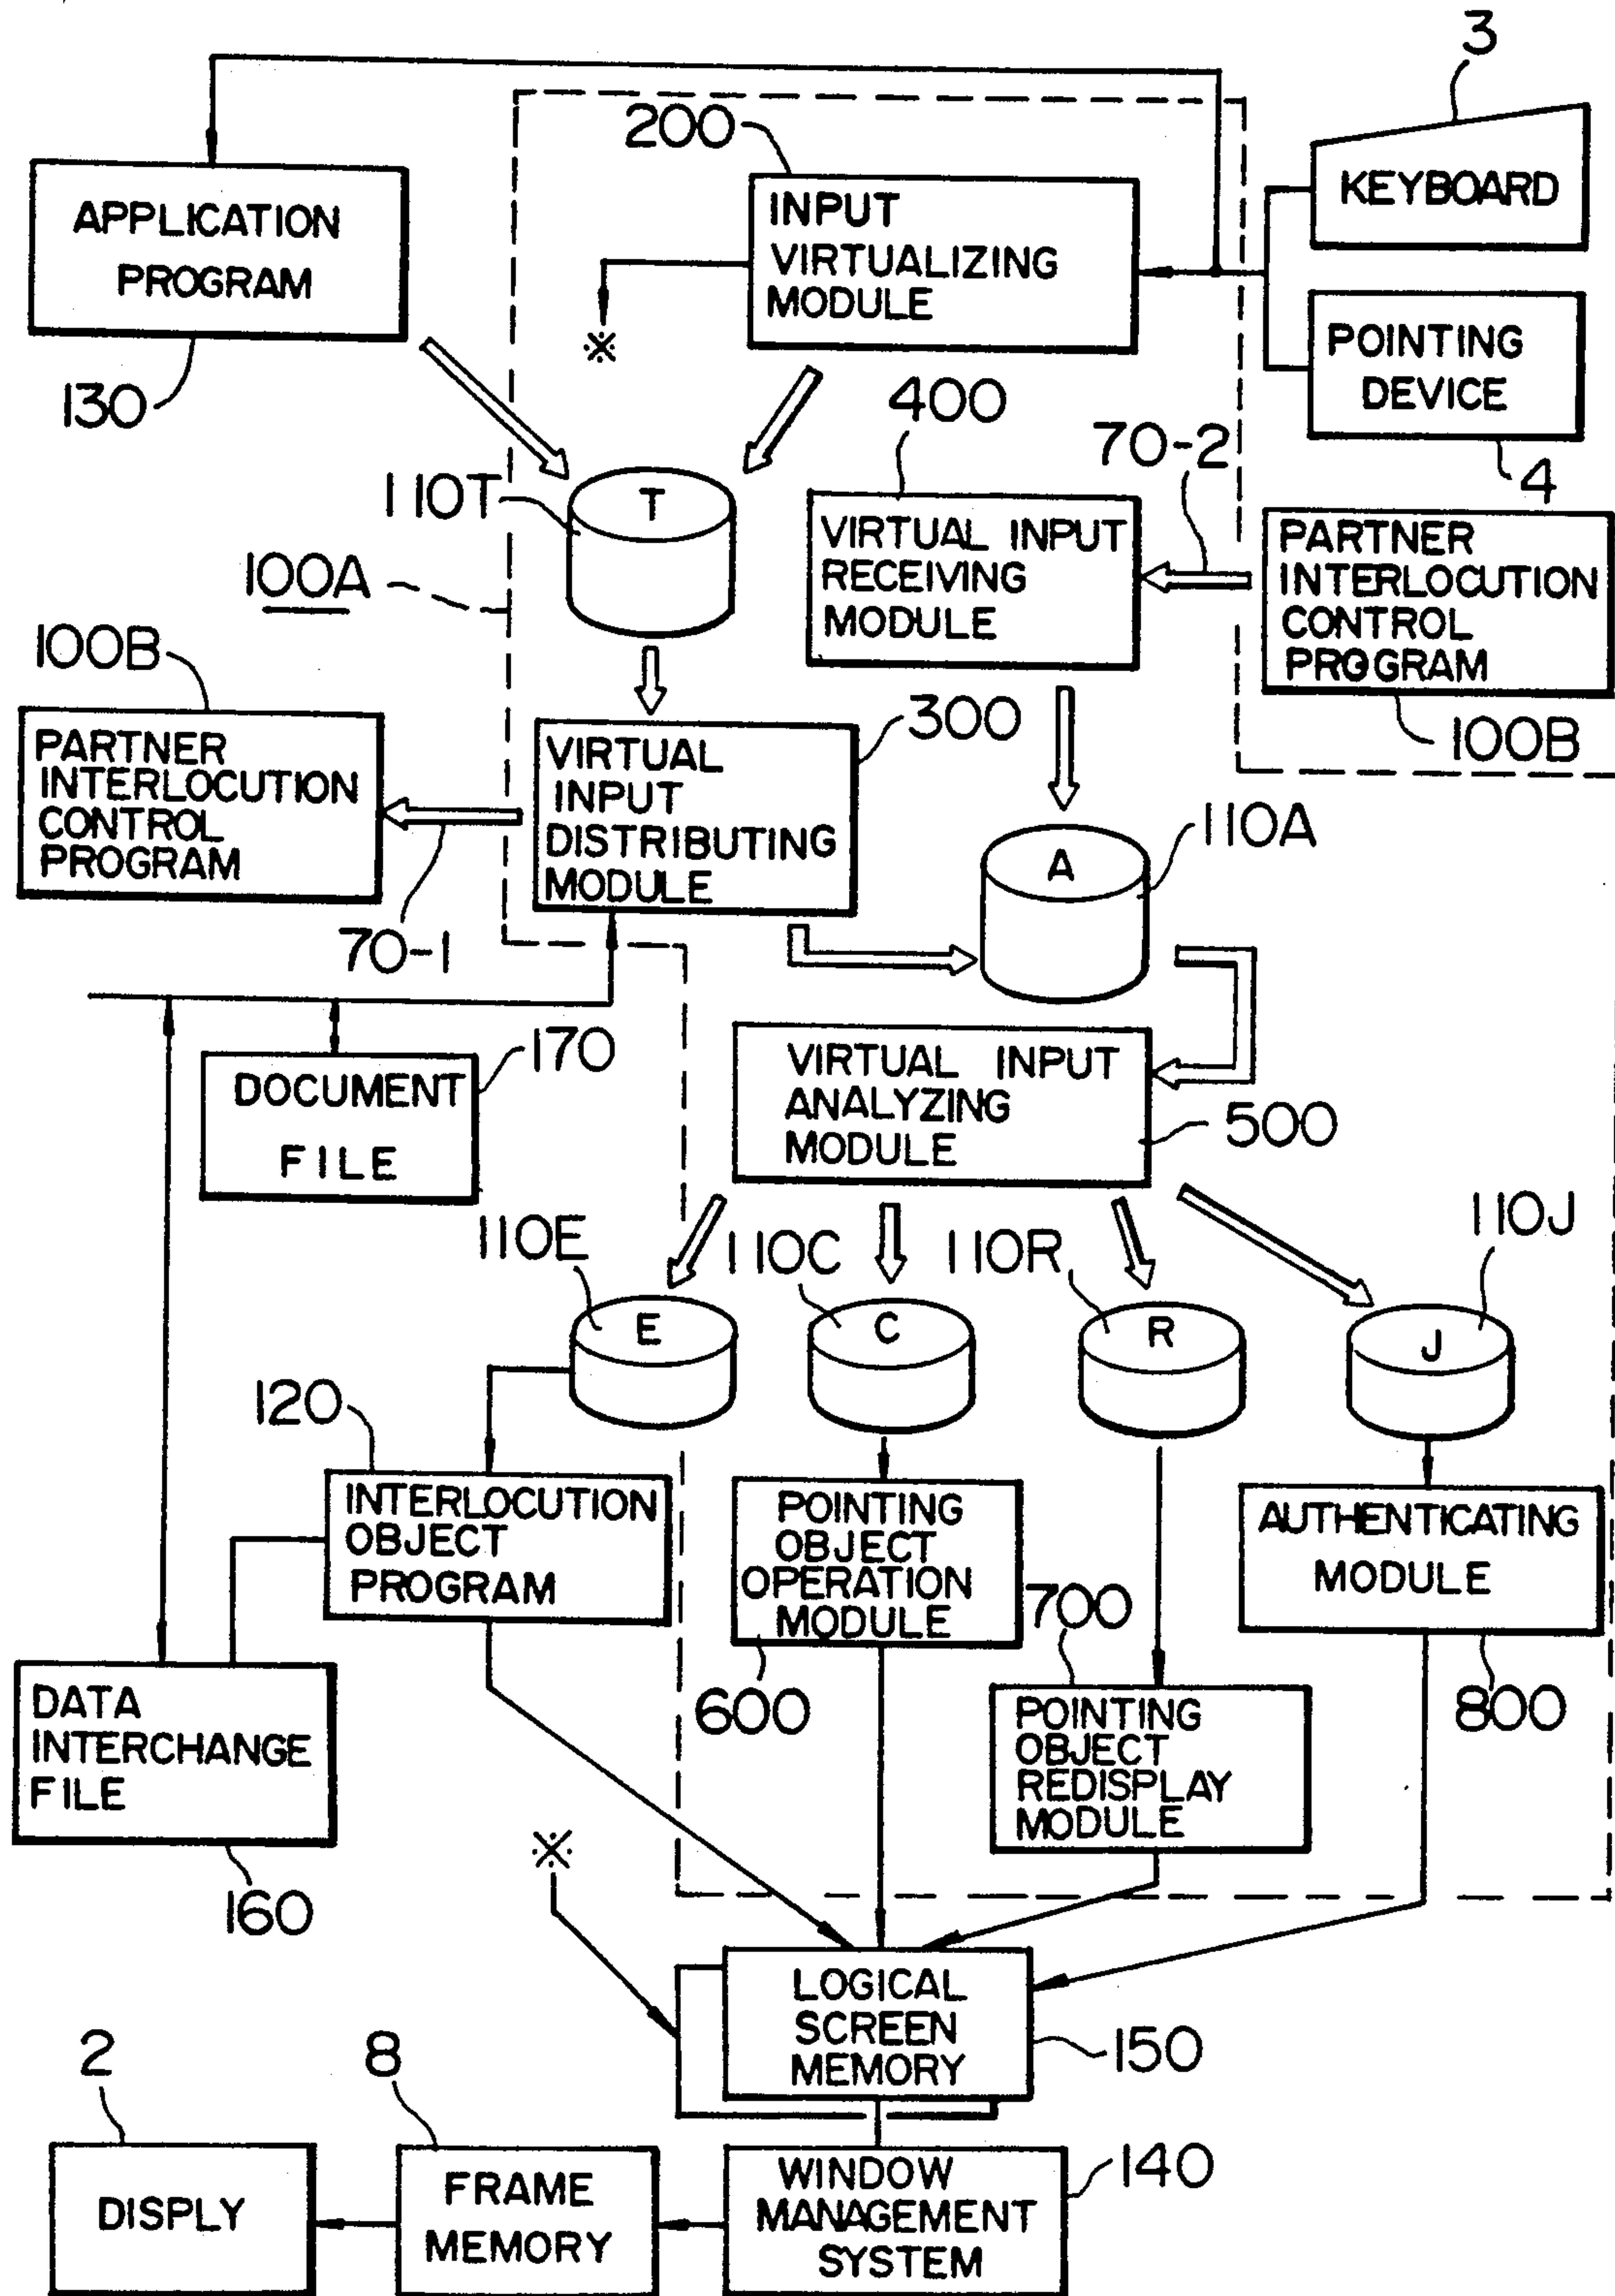 3
200
KEYBOARD
INPUT
VIRTUALIZING
MODULE
APPLICATION
PROGRAM
※
POINTING
DEVICE
130
400
70-2
4
110T
T
VIRTUAL INPUT
RECEIVING
MODULE
PARTNER
INTERLOCUTION
CONTROL
PROGRAM
100A
100B
300
100B
PARTNER
INTERLOCUTION
CONTROL
PROGRAM
VIRTUAL
INPUT
DISTRIBUTING
MODULE
110A
A
70-1
170
DOCUMENT
FILE
VIRTUAL INPUT
ANALYZING
MODULE
500
110E
110C
110R
110J
E
C
R
J
120
INTERLOCUTION
OBJECT
PROGRAM
POINTING
OBJECT
OPERATION
MODULE
AUTHENTICATING
MODULE
700
600
800
DATA
INTERCHANGE
FILE
POINTING
OBJECT
REDISPLAY
MODULE
※
160
LOGICAL
SCREEN
MEMORY
150
2
8
140
DISPLY
FRAME
MEMORY
WINDOW
MANAGEMENT
SYSTEM